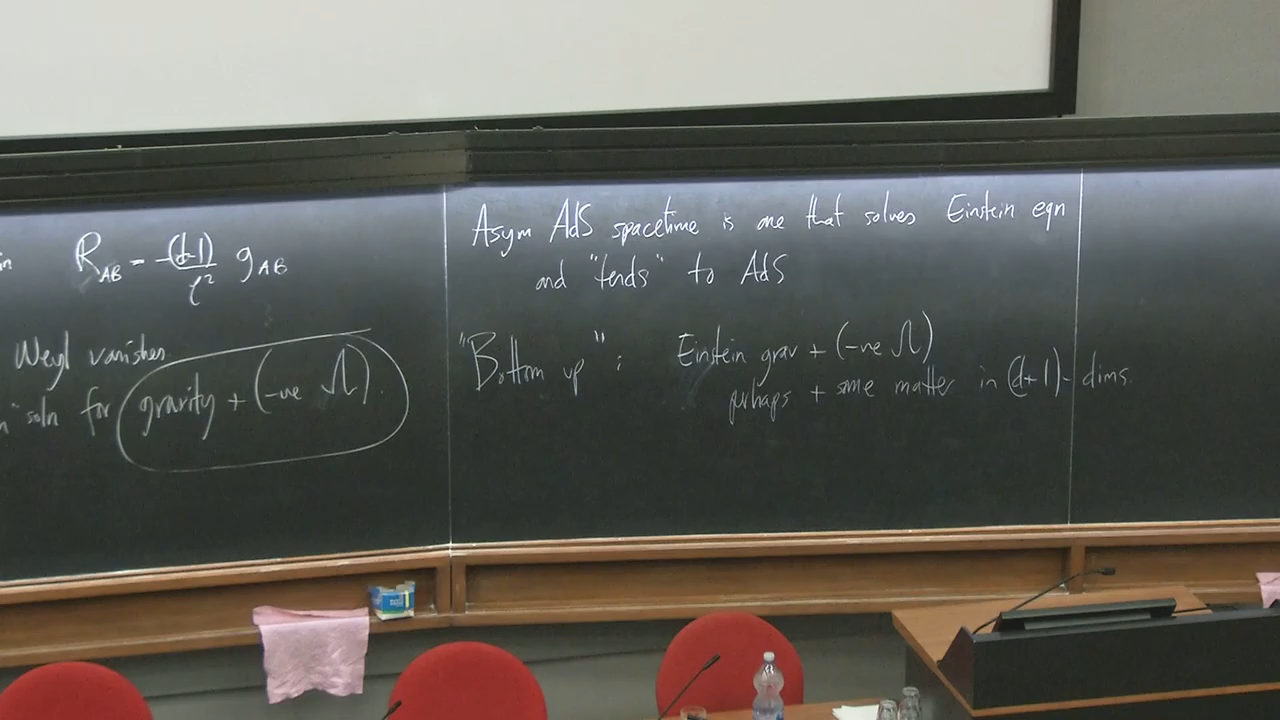 in R_AB = -(d-1)/ℓ² g_AB
Weyl vanishes
soln for gravity + (-ve Λ).
Asym AdS spacetime is one that solves Einstein eqn
and "tends" to AdS
"Bottom up" : Einstein grav + (-ve Λ)
perhaps + some matter in (d+1)-dims.